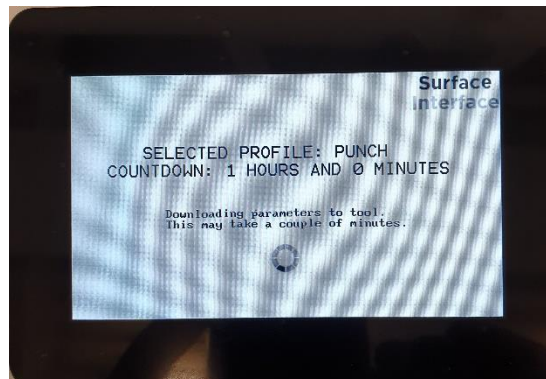 Surface
Interface
SELECTED PROFILE: PUNCH
COUNTDOWN: 1 HOURS AND 0 MINUTES
Downloading parameters to tool.
This may take a couple of minutes.